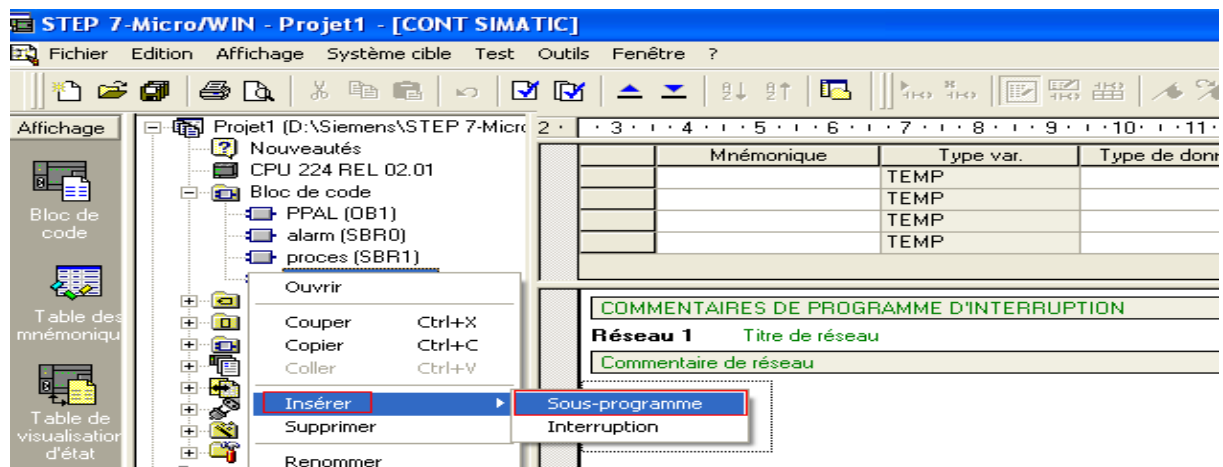 STEP 7-Micro/WIN - Projet1 - [CONT SIMATIC]
Fichier Edition Affichage Système cible Test Outils Fenêtre ?
Affichage
Bloc de code
Table des mnémoniqu
Table de visualisation d'état
Projet1 (D:\Siemens\STEP 7-Micro
Nouveautés
CPU 224 REL 02.01
Bloc de code
PPAL (OB1)
alarm (SBR0)
proces (SBR1)
Ouvrir
Couper Ctrl+X
Copier Ctrl+C
Coller Ctrl+V
Insérer
Supprimer
Renommer
Sous-programme
Interruption
2 · · 3 · ı · 4 · ı · 5 · ı · 6 · ı · 7 · ı · 8 · ı · 9 · ı · 10 · ı · 11 ·
Mnémonique Type var. Type de donn
TEMP
TEMP
TEMP
TEMP
COMMENTAIRES DE PROGRAMME D'INTERRUPTION
Réseau 1 Titre de réseau
Commentaire de réseau